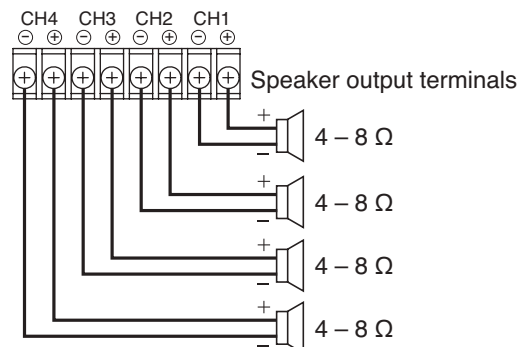 CH4 CH3 CH2 CH1
⊖ ⊕ ⊖ ⊕ ⊖ ⊕ ⊖ ⊕
Speaker output terminals
+
− 4 – 8 Ω
+
− 4 – 8 Ω
+
− 4 – 8 Ω
+
− 4 – 8 Ω